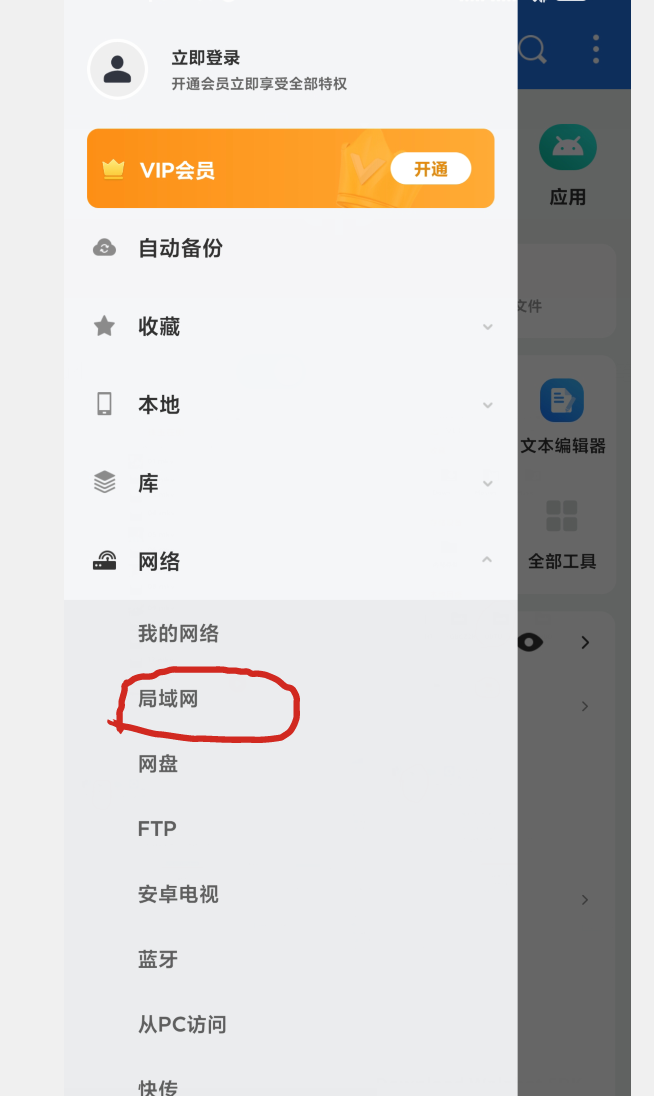 立即登录
开通会员立即享受全部特权
VIP会员
开通
应用
自动备份
文件
收藏
本地
文本编辑器
库
网络
全部工具
我的网络
局域网
网盘
FTP
安卓电视
蓝牙
从PC访问
快传